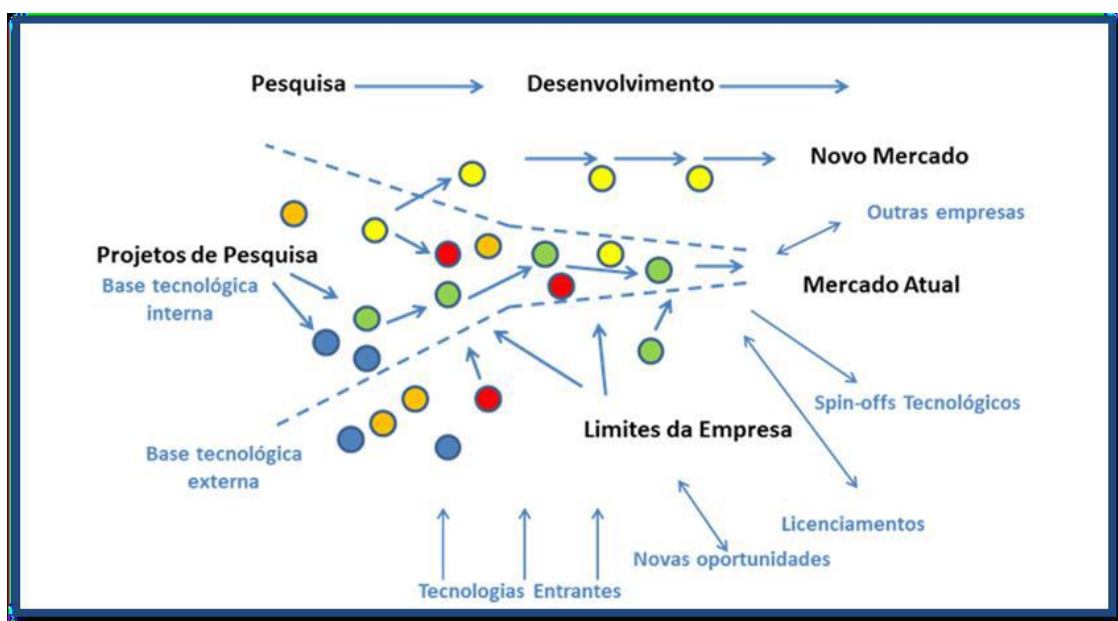 Pesquisa
Desenvolvimento
Novo Mercado
Outras empresas
Projetos de Pesquisa
Base tecnológica
interna
Mercado Atual
Spin-offs Tecnológicos
Limites da Empresa
Base tecnológica
externa
Licenciamentos
Novas oportunidades
Tecnologias Entrantes